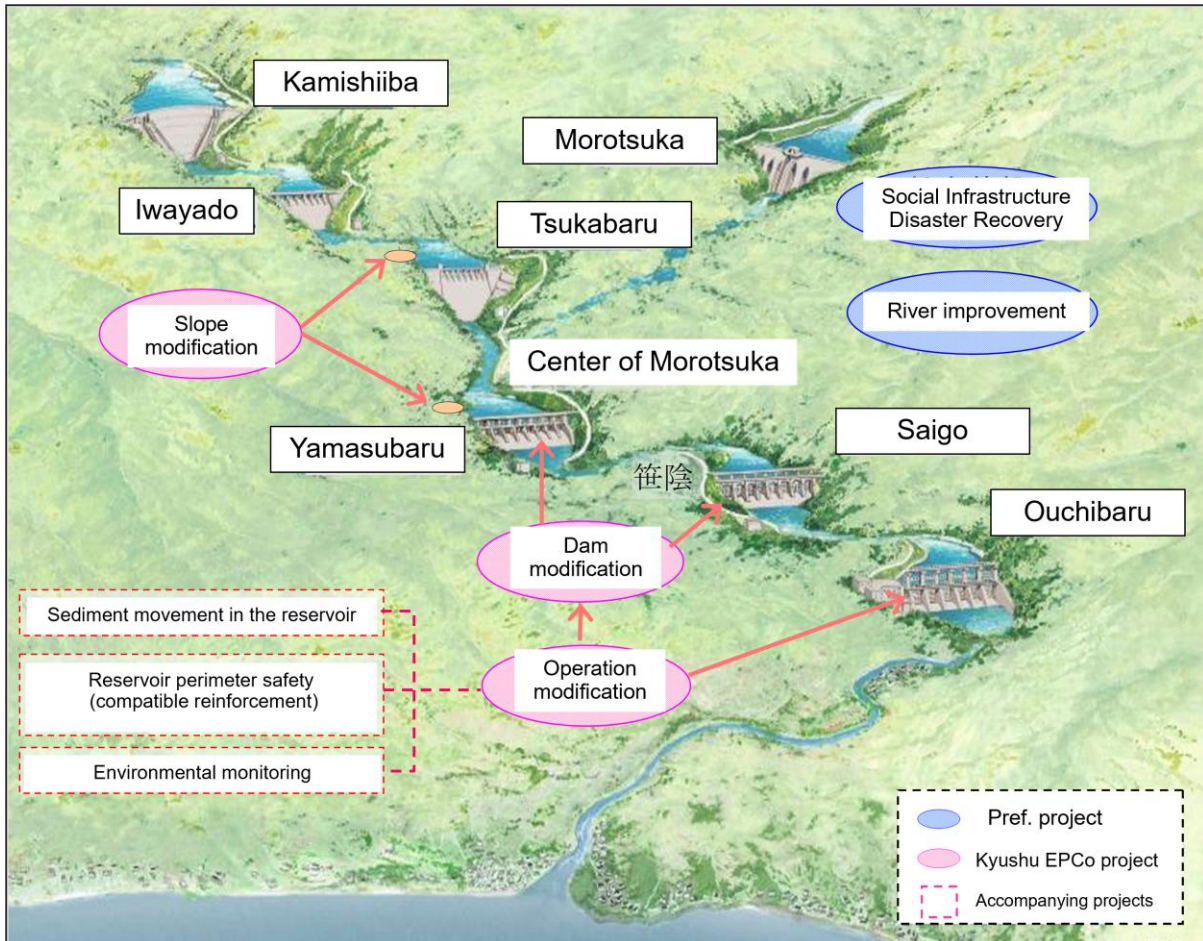 Kamishiiba
Morotsuka
Social Infrastructure
Disaster Recovery
Iwayado
Tsukabaru
River improvement
Slope
modification
Center of Morotsuka
Saigo
Yamasubaru
笹陰
Ouchibaru
Dam
modification
Sediment movement in the reservoir
Operation
modification
Reservoir perimeter safety
(compatible reinforcement)
Environmental monitoring
Pref. project
Kyushu EPCo project
Accompanying projects